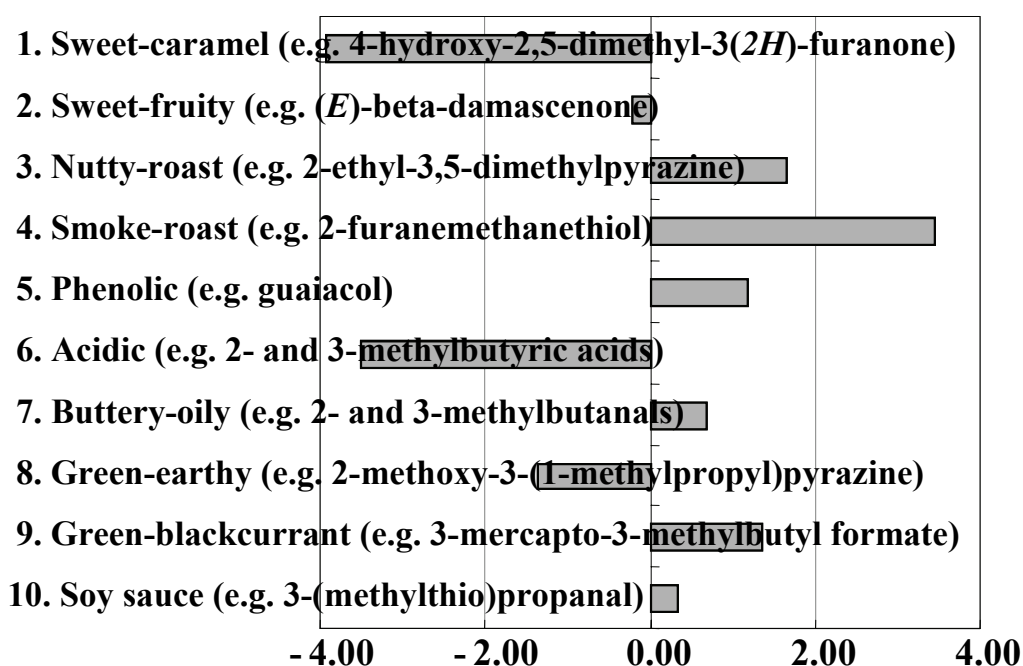 1. Sweet-caramel (e.g. 4-hydroxy-2,5-dimethyl-3(2H)-furanone)
2. Sweet-fruity (e.g. (E)-beta-damascenone)
3. Nutty-roast (e.g. 2-ethyl-3,5-dimethylpyrazine)
4. Smoke-roast (e.g. 2-furanemethanethiol)
5. Phenolic (e.g. guaiacol)
6. Acidic (e.g. 2- and 3-methylbutyric acids)
7. Buttery-oily (e.g. 2- and 3-methylbutanals)
8. Green-earthy (e.g. 2-methoxy-3-(1-methylpropyl)pyrazine)
9. Green-blackcurrant (e.g. 3-mercapto-3-methylbutyl formate)
10. Soy sauce (e.g. 3-(methylthio)propanal)
- 4.00 - 2.00 0.00 2.00 4.00